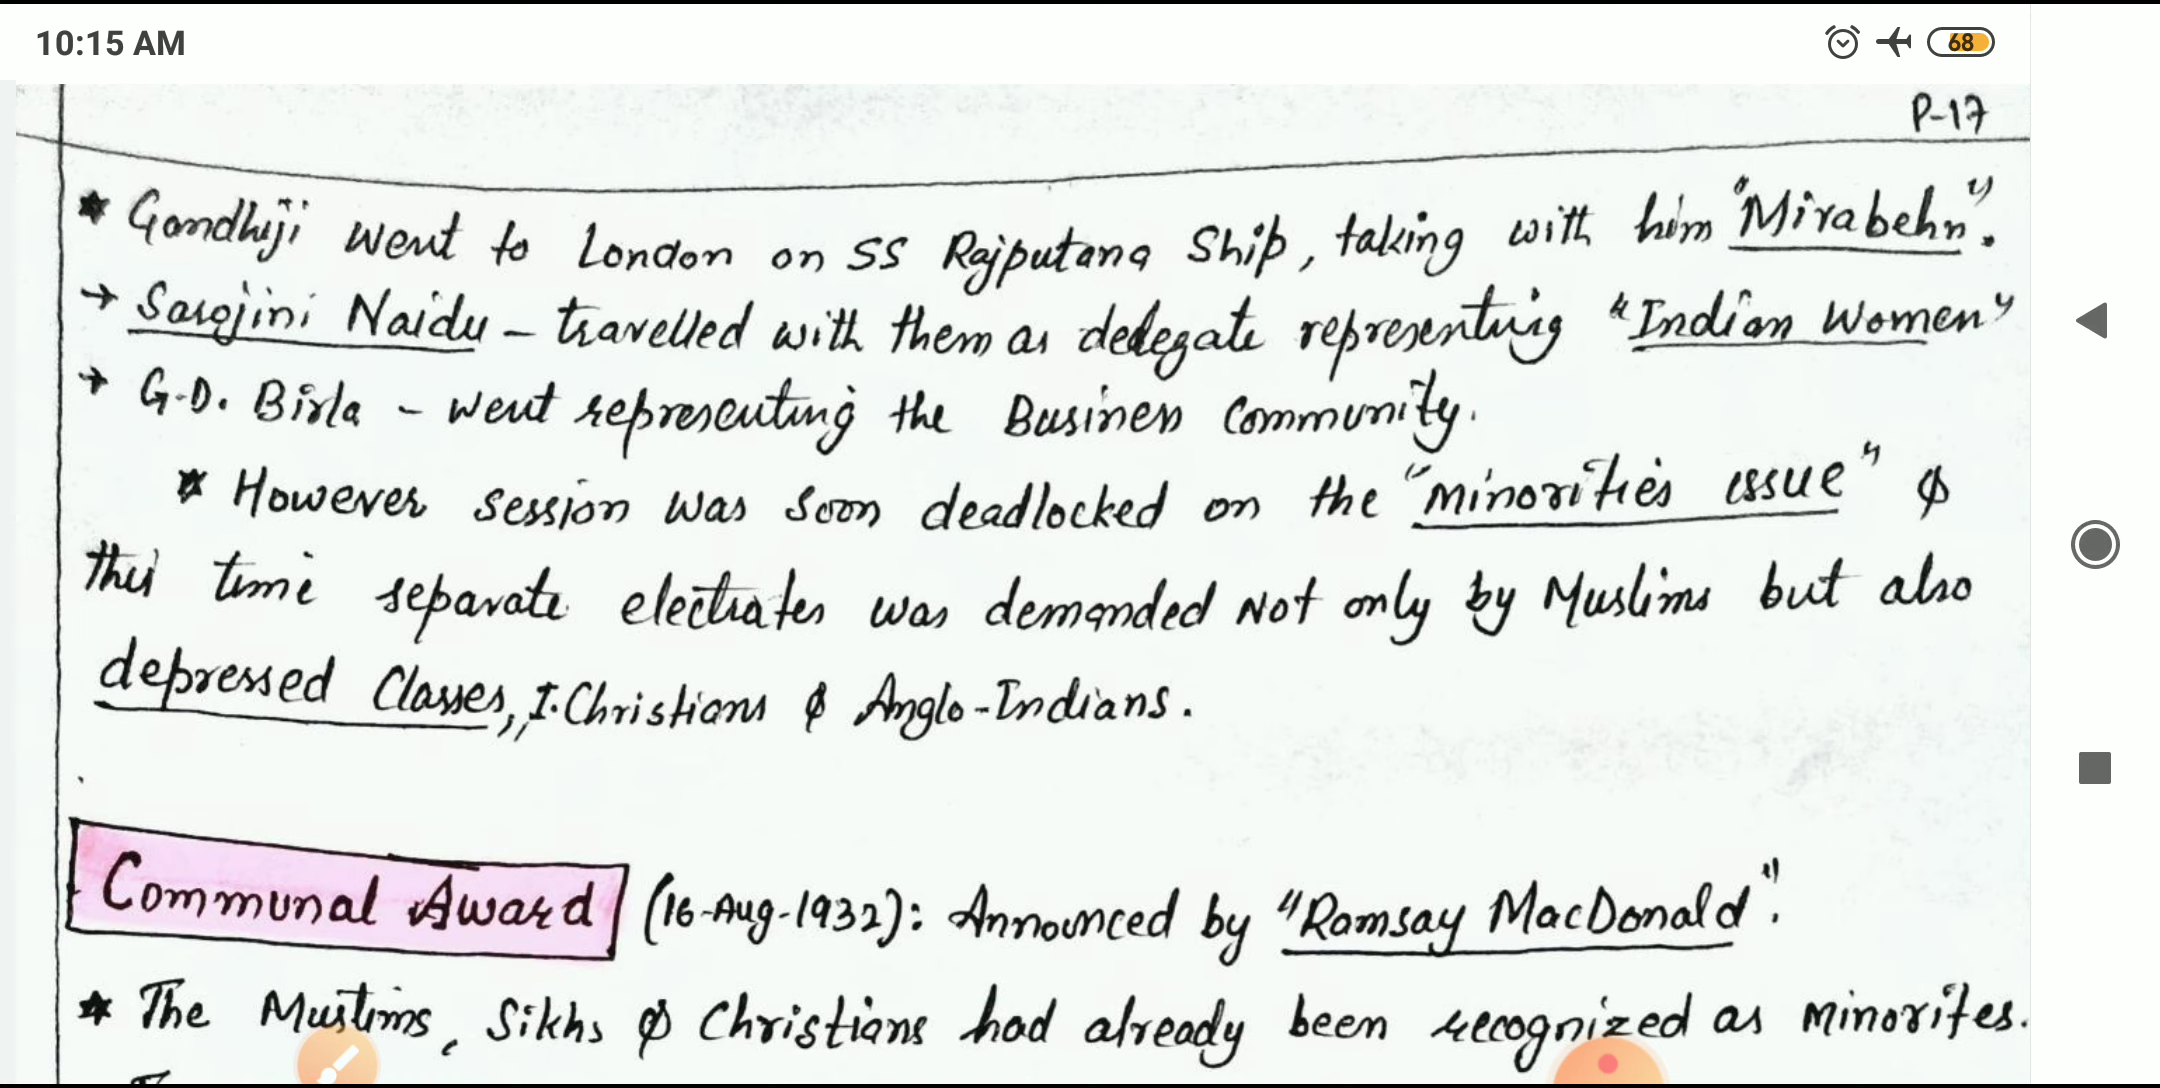 10:15 AM
68
P-17
* Gandhiji went to London on SS Rajputana Ship, taking with him "Mirabehn".
→ Sarojini Naidu - travelled with them as delegate representing "Indian Women"
→ G.D. Birla - went representing the Business Community.
* However session was soon deadlocked on the "minorities issue" &
this time separate electrates was demanded Not only by Muslims but also
depressed Classes, I. Christians & Anglo-Indians.
Communal Award (16-Aug-1932): Announced by "Ramsay MacDonald".
* The Muslims, Sikhs & Christians had already been recognized as minorites.